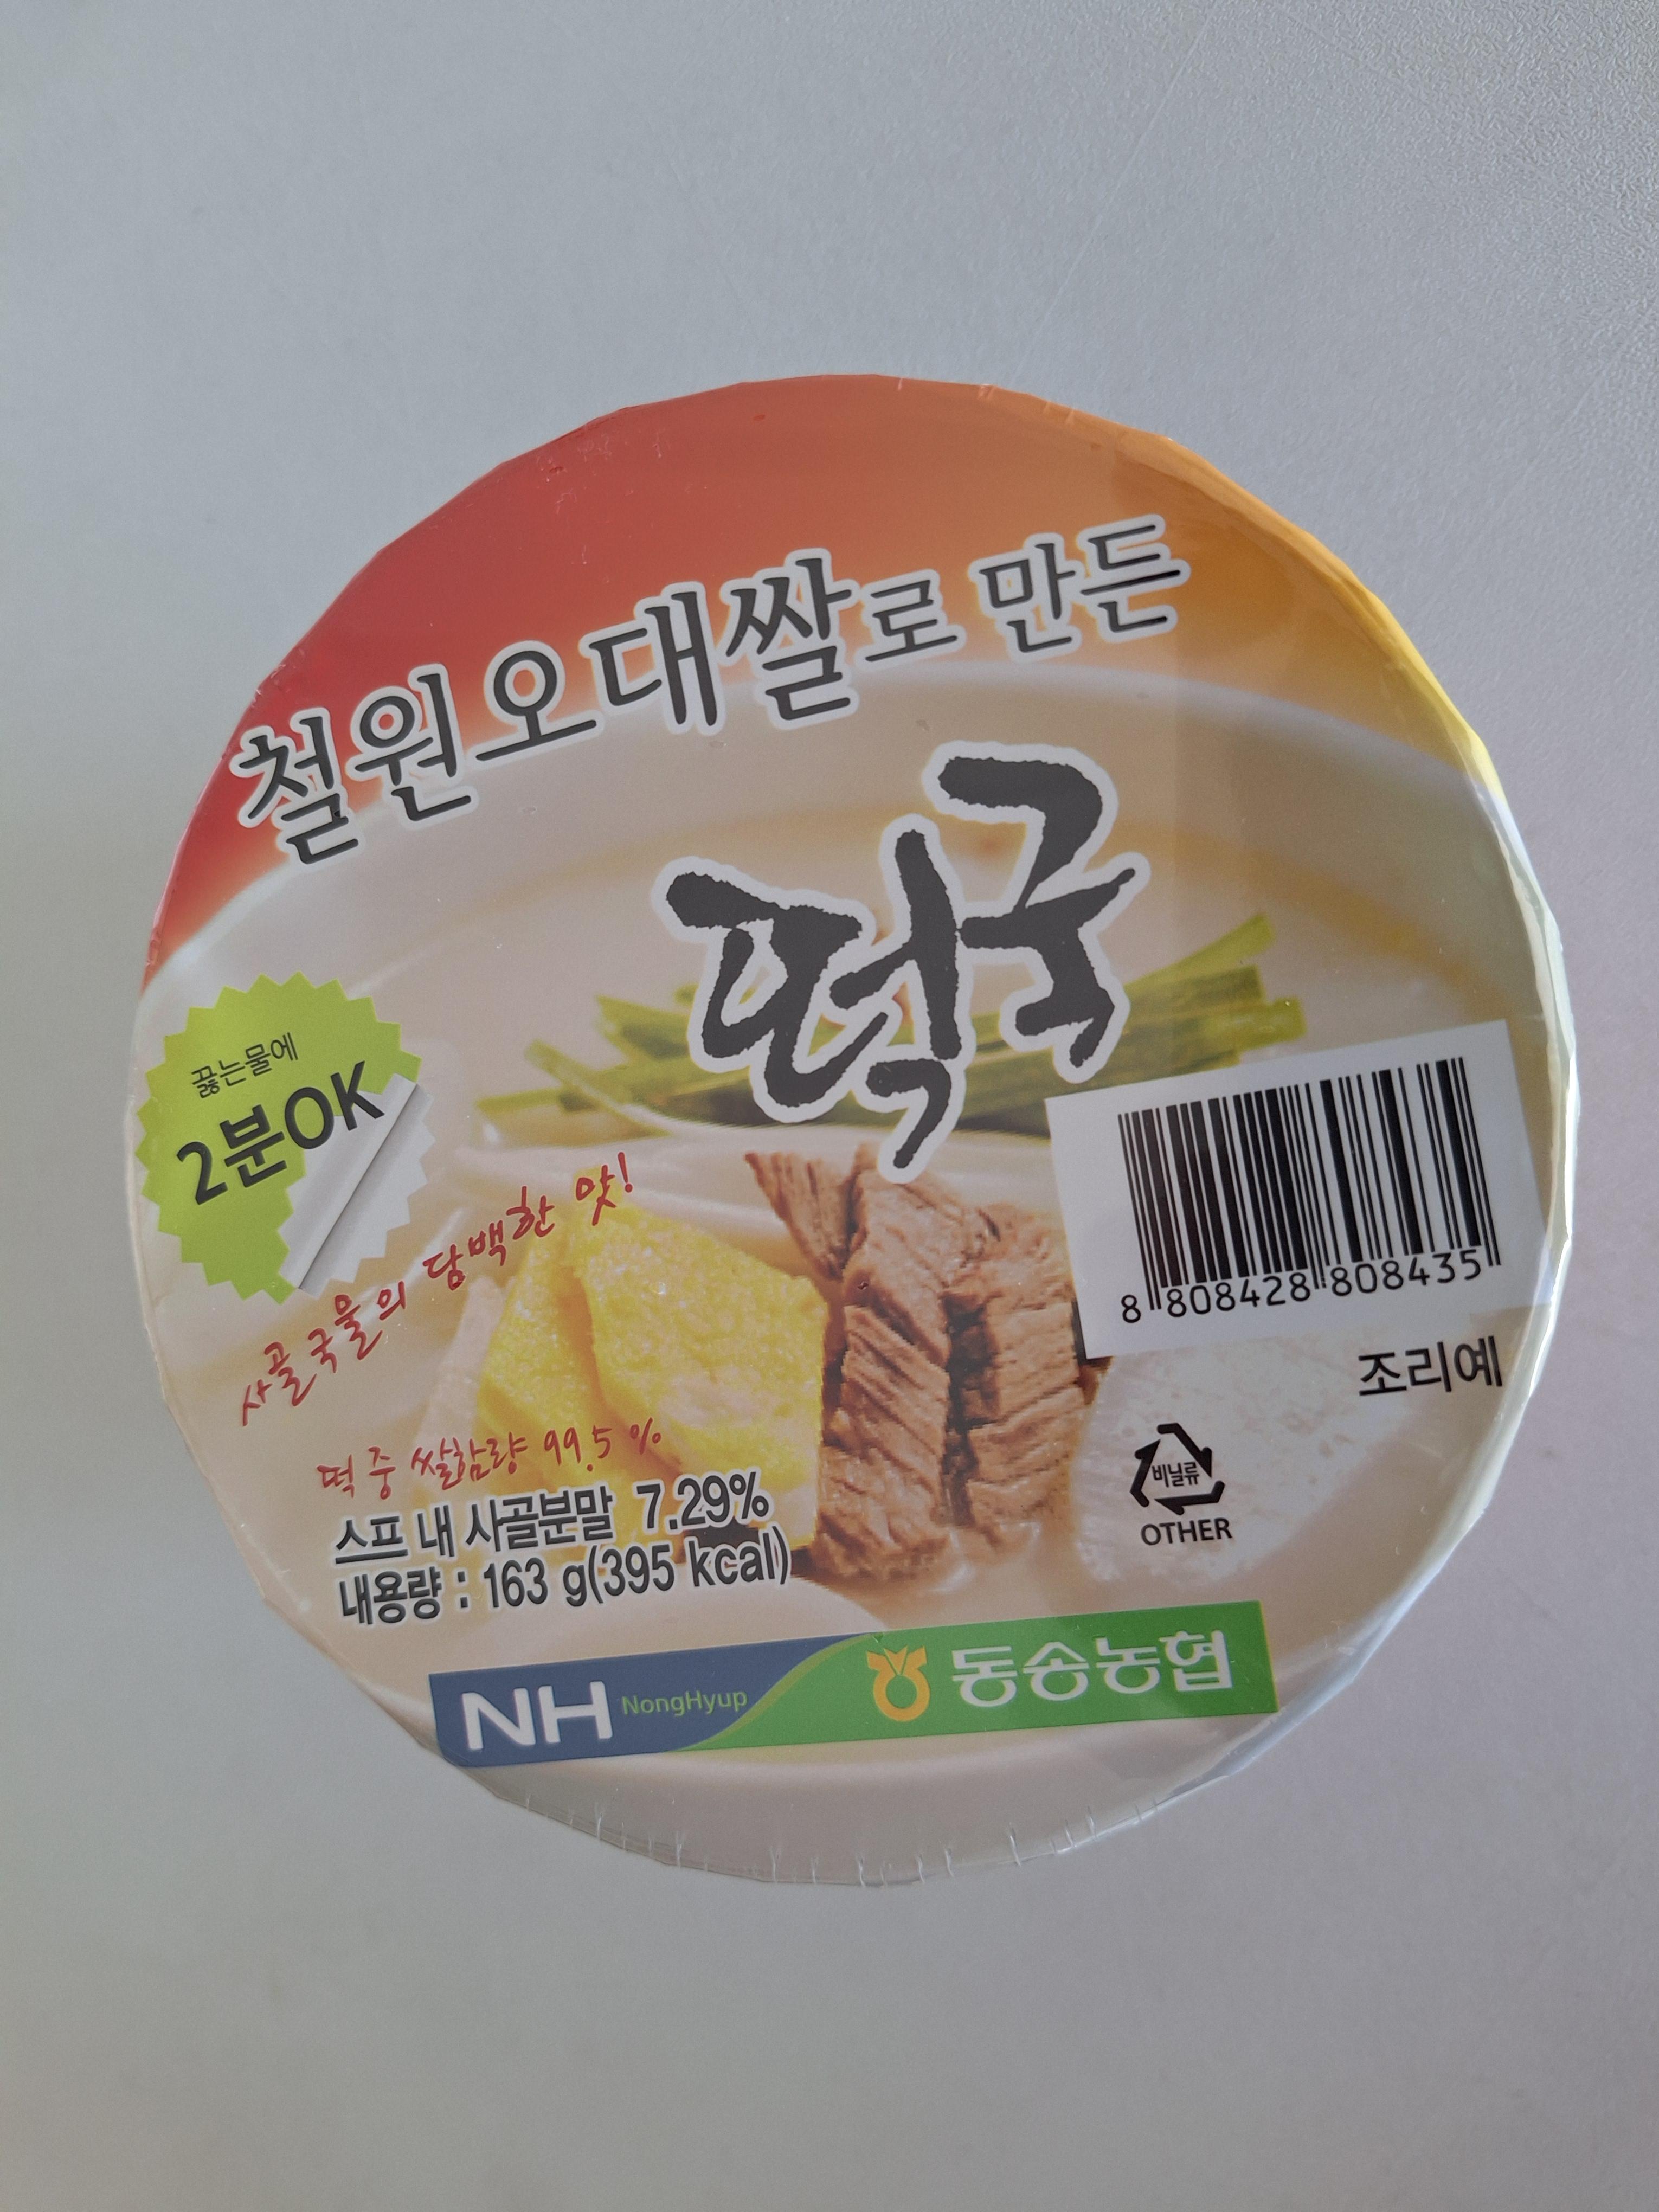 철원오대쌀로 만든
떡국
끓는물에
2분OK
사골국물의 담백한 맛!
8 808428 808435
조리예
떡 중 쌀함량 99.5%
스프 내 사골분말 7.29%
내용량 : 163 g(395 kcal)
비닐류
OTHER
NH NongHyup 동송농협